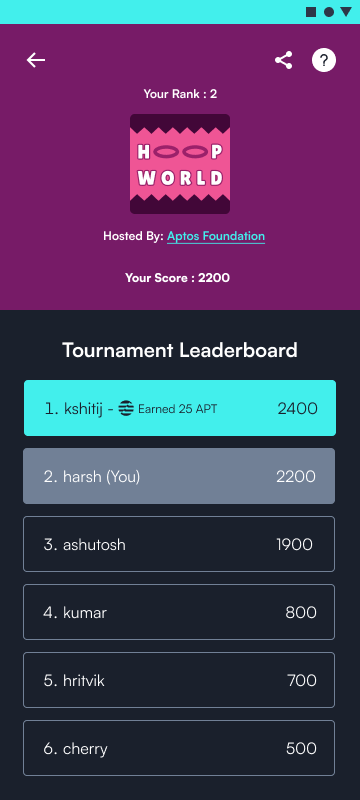 ?
Your Rank : 2
HOOP
WORLD
Hosted By: Aptos Foundation
Your Score : 2200
Tournament Leaderboard
1. kshitij - Earned 25 APT 2400
2. harsh (You) 2200
3. ashutosh 1900
4. kumar 800
5. hritvik 700
6. cherry 500